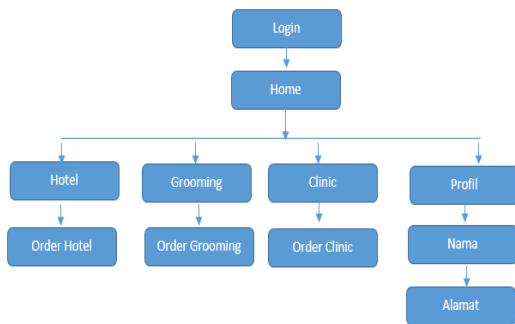 Login
Home
Hotel
Grooming
Clinic
Profil
Order Hotel
Order Grooming
Order Clinic
Nama
Alamat